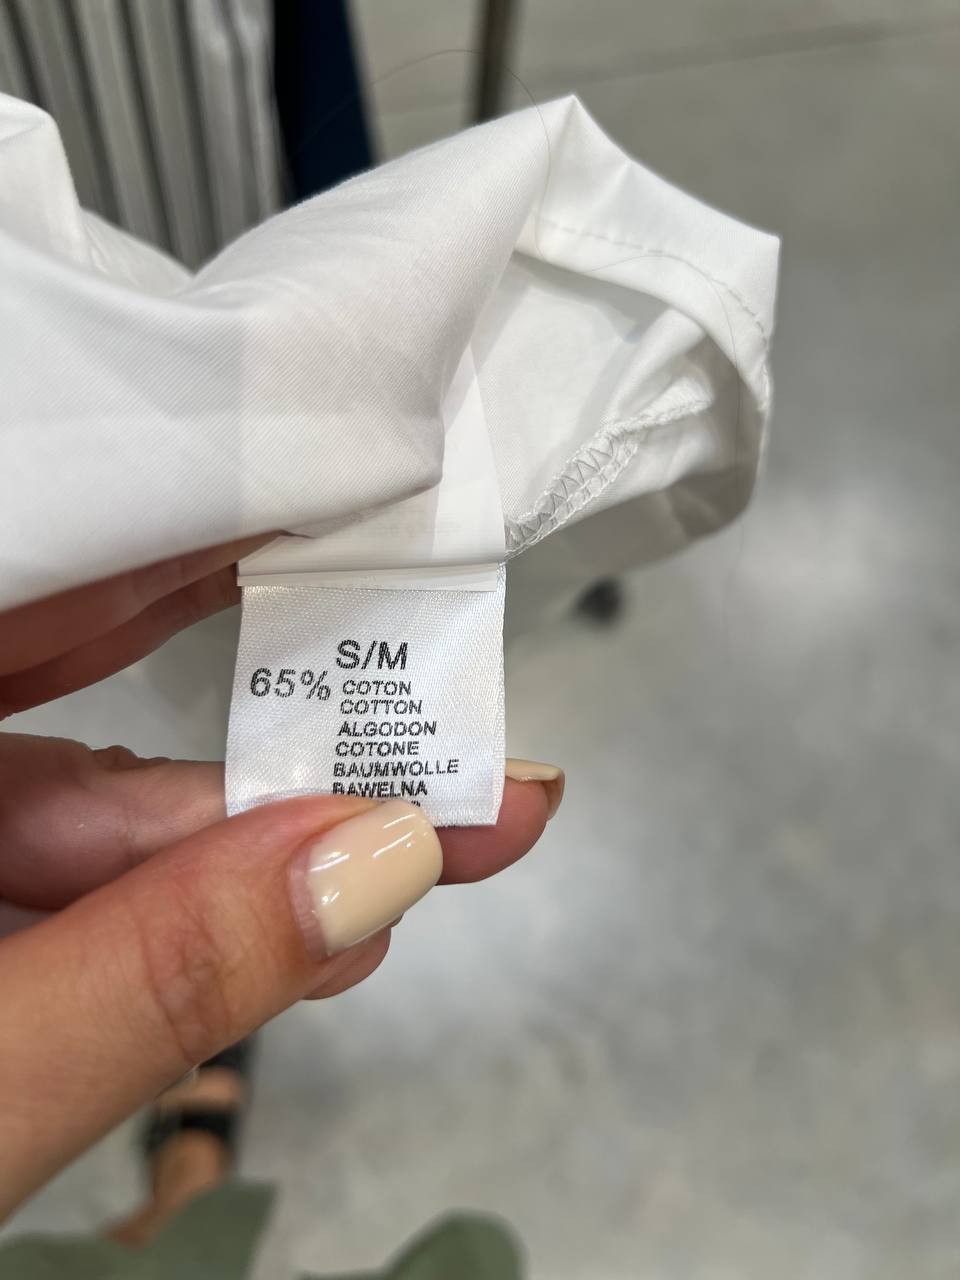 S/M
65% COTON
COTTON
ALGODON
COTONE
BAUMWOLLE
BAWELNA